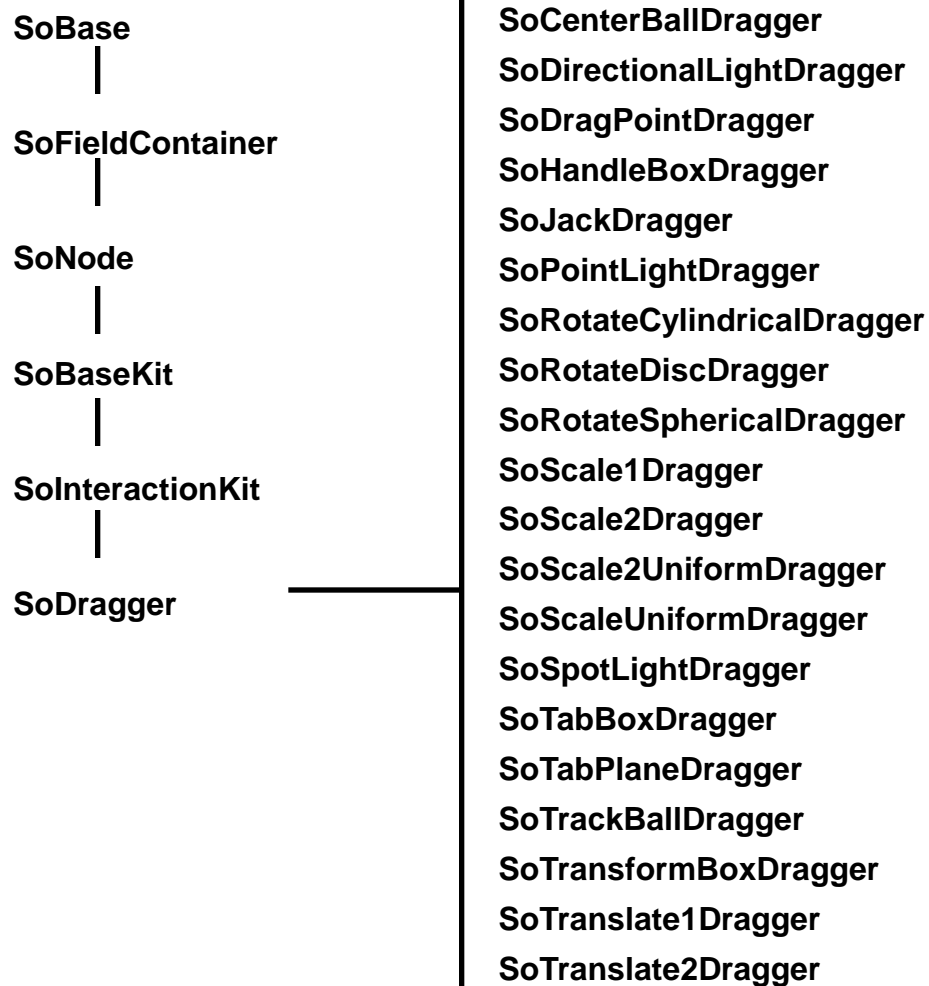 SoBase
SoFieldContainer
SoNode
SoBaseKit
SoInteractionKit
SoDragger
SoCenterBallDragger
SoDirectionalLightDragger
SoDragPointDragger
SoHandleBoxDragger
SoJackDragger
SoPointLightDragger
SoRotateCylindricalDragger
SoRotateDiscDragger
SoRotateSphericalDragger
SoScale1Dragger
SoScale2Dragger
SoScale2UniformDragger
SoScaleUniformDragger
SoSpotLightDragger
SoTabBoxDragger
SoTabPlaneDragger
SoTrackBallDragger
SoTransformBoxDragger
SoTranslate1Dragger
SoTranslate2Dragger